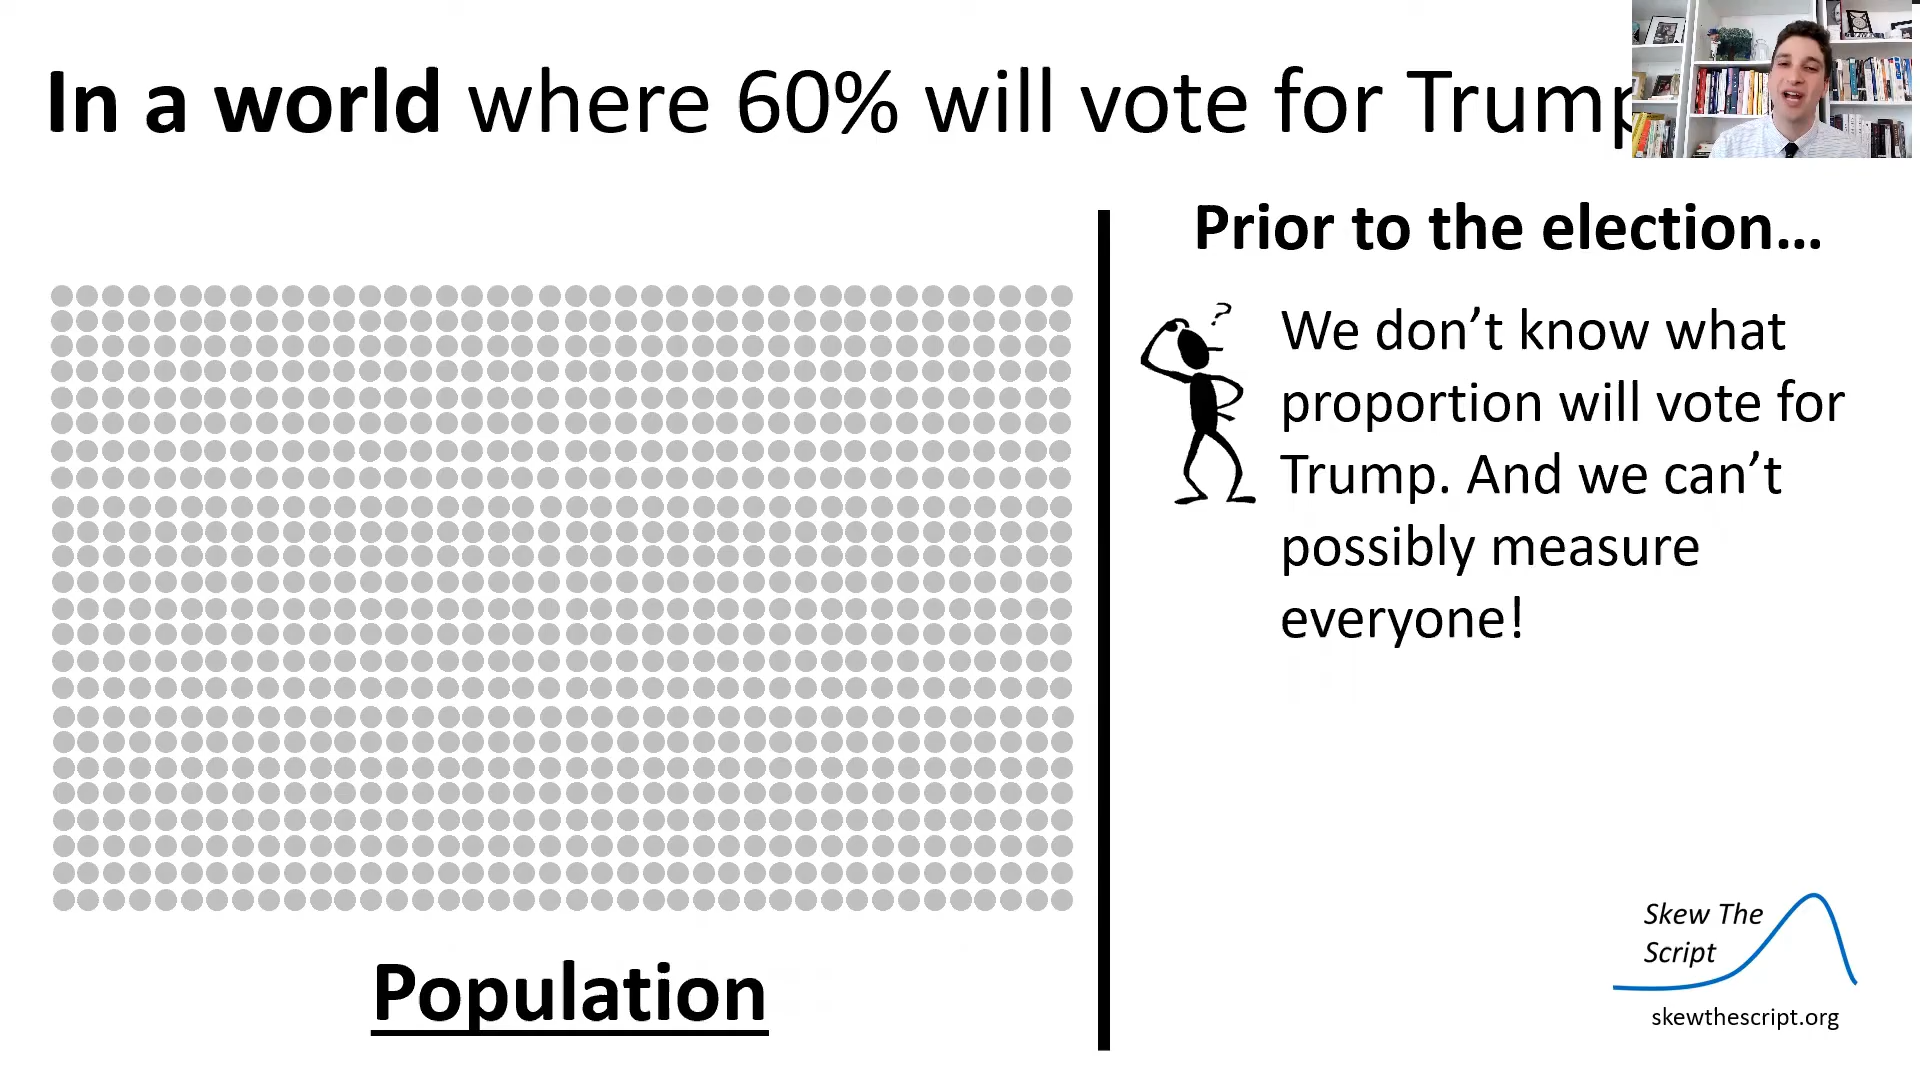 In a world where 60% will vote for Trump
Prior to the election...
?
We don’t know what
proportion will vote for
Trump. And we can’t
possibly measure
everyone!
Population
Skew The
Script
skewthescript.org